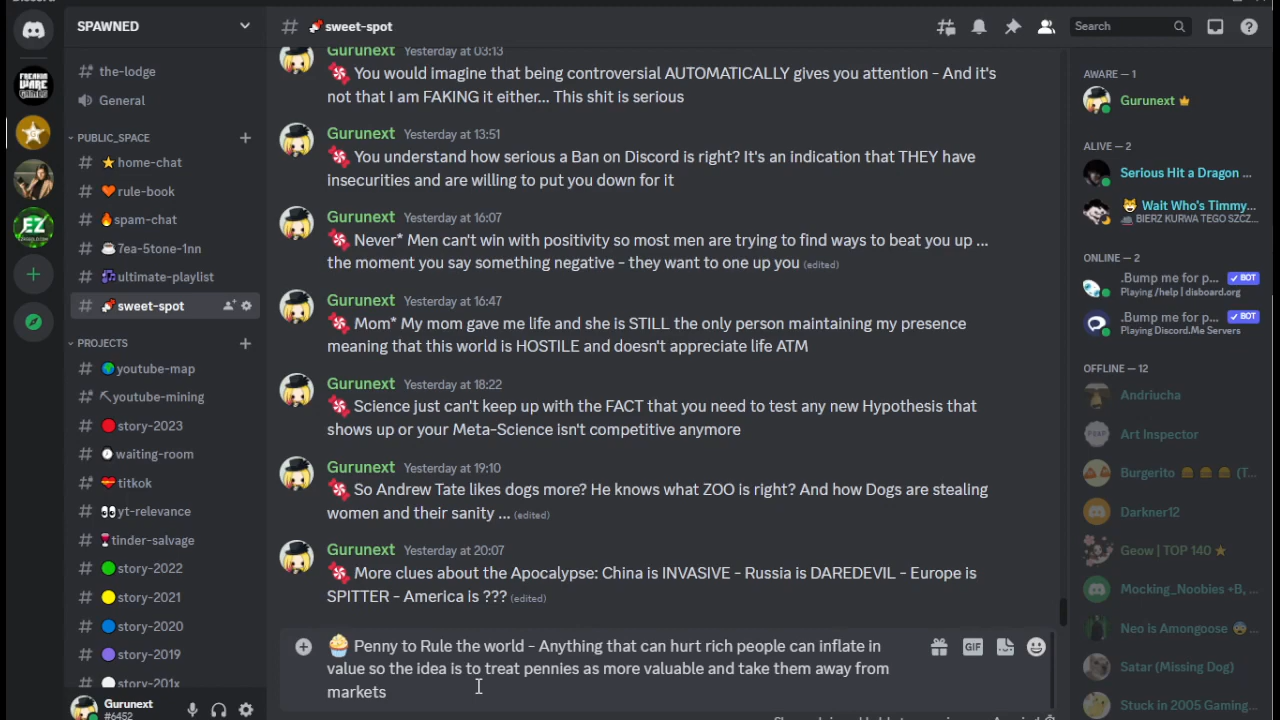 SPAWNED
sweet-spot
Search
the-lodge
General
PUBLIC_SPACE
home-chat
rule-book
spam-chat
7ea-5tone-1nn
ultimate-playlist
sweet-spot
PROJECTS
youtube-map
youtube-mining
story-2023
waiting-room
titkok
yt-relevance
tinder-salvage
story-2022
story-2021
story-2020
story-2019
story-201x
Gurunext
#6452
Gurunext Yesterday at 03:13
You would imagine that being controversial AUTOMATICALLY gives you attention - And it's
not that I am FAKING it either... This shit is serious
Gurunext Yesterday at 13:51
You understand how serious a Ban on Discord is right? It's an indication that THEY have
insecurities and are willing to put you down for it
Gurunext Yesterday at 16:07
Never* Men can't win with positivity so most men are trying to find ways to beat you up ...
the moment you say something negative - they want to one up you (edited)
Gurunext Yesterday at 16:47
Mom* My mom gave me life and she is STILL the only person maintaining my presence
meaning that this world is HOSTILE and doesn't appreciate life ATM
Gurunext Yesterday at 18:22
Science just can't keep up with the FACT that you need to test any new Hypothesis that
shows up or your Meta-Science isn't competitive anymore
Gurunext Yesterday at 19:10
So Andrew Tate likes dogs more? He knows what ZOO is right? And how Dogs are stealing
women and their sanity ... (edited)
Gurunext Yesterday at 20:07
More clues about the Apocalypse: China is INVASIVE - Russia is DAREDEVIL - Europe is
SPITTER - America is ??? (edited)
Penny to Rule the world - Anything that can hurt rich people can inflate in
value so the idea is to treat pennies as more valuable and take them away from
markets
GIF
AWARE — 1
Gurunext
ALIVE — 2
Serious Hit a Dragon ...
Wait Who's Timmy...
BIERZ KURWA TEGO SZCZ...
ONLINE — 2
.Bump me for p... BOT
Playing /help | disboard.org
.Bump me for p... BOT
Playing Discord.Me Servers
OFFLINE — 12
Andriucha
Art Inspector
Burgerito (T...
Darkner12
Geow | TOP 140
Mocking_Noobies +B, ...
Neo is Amongoose ...
Satar (Missing Dog)
Stuck in 2005 Gaming...